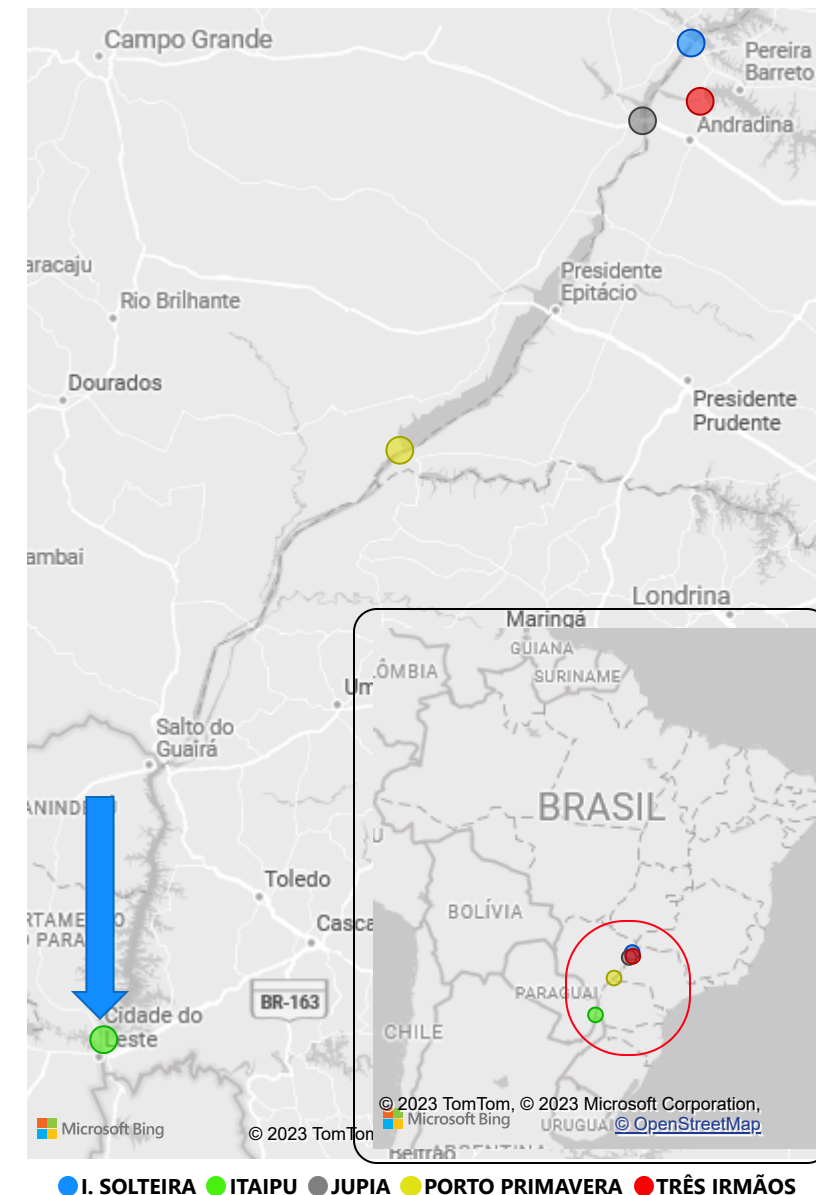 Campo Grande
Pereira
Barreto
Andradina
aracaju
Presidente
Epitácio
Rio Brilhante
Dourados
Presidente
Prudente
ambai
Londrina
Maringá
GUIANA
ÔMBIA
SURINAME
Um
Salto do
Guairá
BRASIL
Toledo
BOLÍVIA
Casca
PARAGUAI
BR-163
Cidade do
Leste
CHILE
© 2023 TomTom, © 2023 Microsoft Corporation,
Microsoft Bing
URUGUAI
© OpenStreetMap
Microsoft Bing
© 2023 TomTom
I. SOLTEIRA
ITAIPU
JUPIA
PORTO PRIMAVERA
TRÊS IRMÃOS